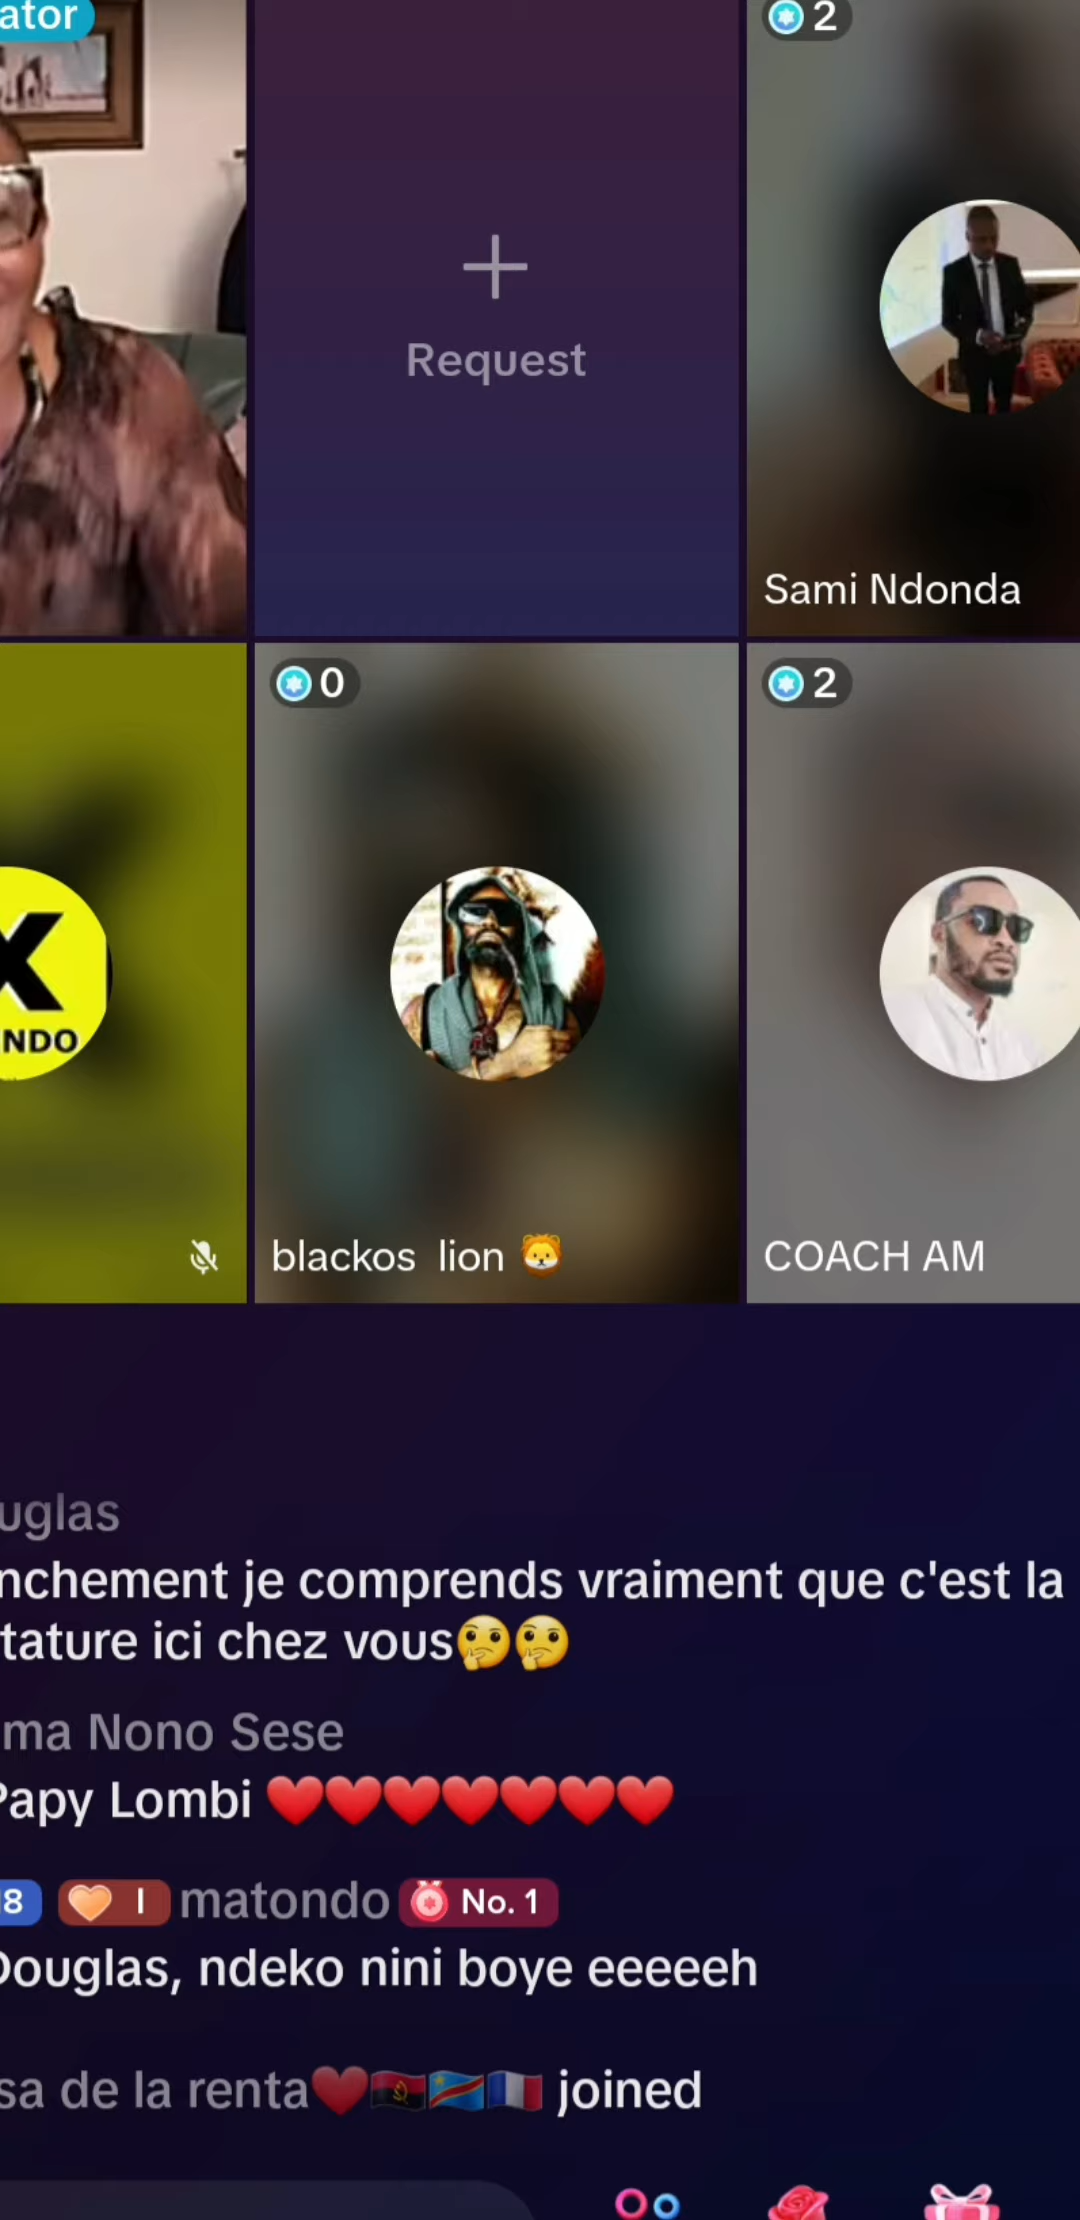 ator
2
Request
Sami Ndonda
0
2
X
NDO
blackos lion 🦁
COACH AM
uglas
nchement je comprends vraiment que c'est la
tature ici chez vous🤔🤔
ma Nono Sese
Papy Lombi ❤️❤️❤️❤️❤️❤️❤️
18 I matondo No. 1
Douglas, ndeko nini boye eeeeeh
sa de la renta❤️🇦🇴🇨🇩🇫🇷 joined